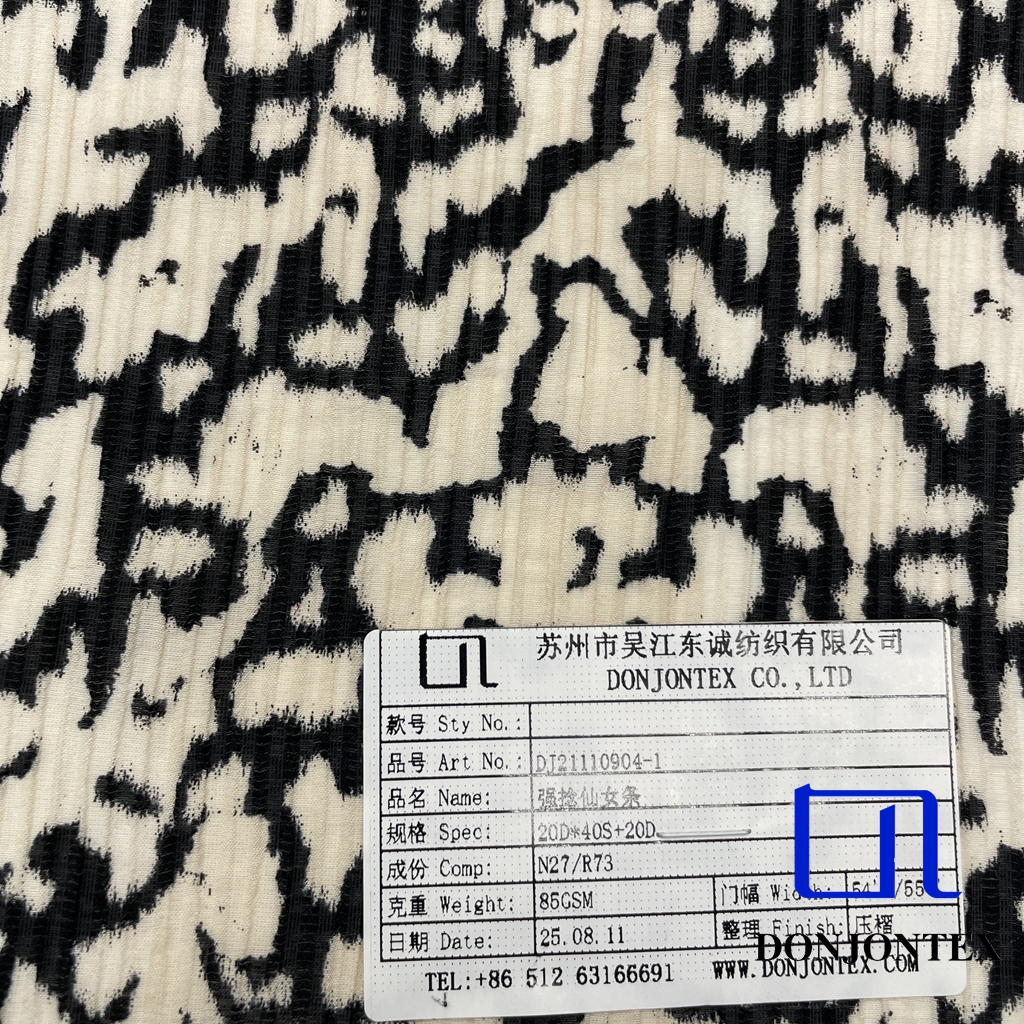 苏州市吴江东诚纺织有限公司
DONJONTEX CO.,LTD
款号 Sty No.:
品号 Art No.: DJ21110904-1
品名 Name: 强捻仙女条
规格 Spec: 20D*40S+20D
成份 Comp: N27/R73
克重 Weight: 85GSM 门幅 Width: 54"/55
日期 Date: 25.08.11 整理 Finish: 压褶
TEL:+86 512 63166691 WWW.DONJONTEX.COM
DONJONTEX